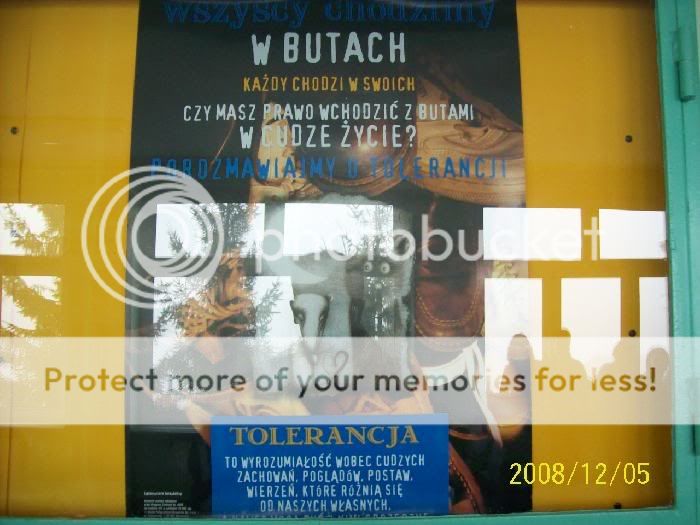 wszyscy chodzimy
W BUTACH
KAŻDY CHODZI W SWOICH
CZY MASZ PRAWO WCHODZIĆ Z BUTAMI
W CUDZE ŻYCIE?
POROZMAWIAJMY O TOLERANCJI
photobucket
Protect more of your memories for less!
TOLERANCJA
TO WYROZUMIAŁOŚĆ WOBEC CUDZYCH
ZACHOWAŃ, POGLĄDÓW, POSTAW,
WIERZEŃ, KTÓRE RÓŻNIĄ SIĘ
OD NASZYCH WŁASNYCH.
2008/12/05